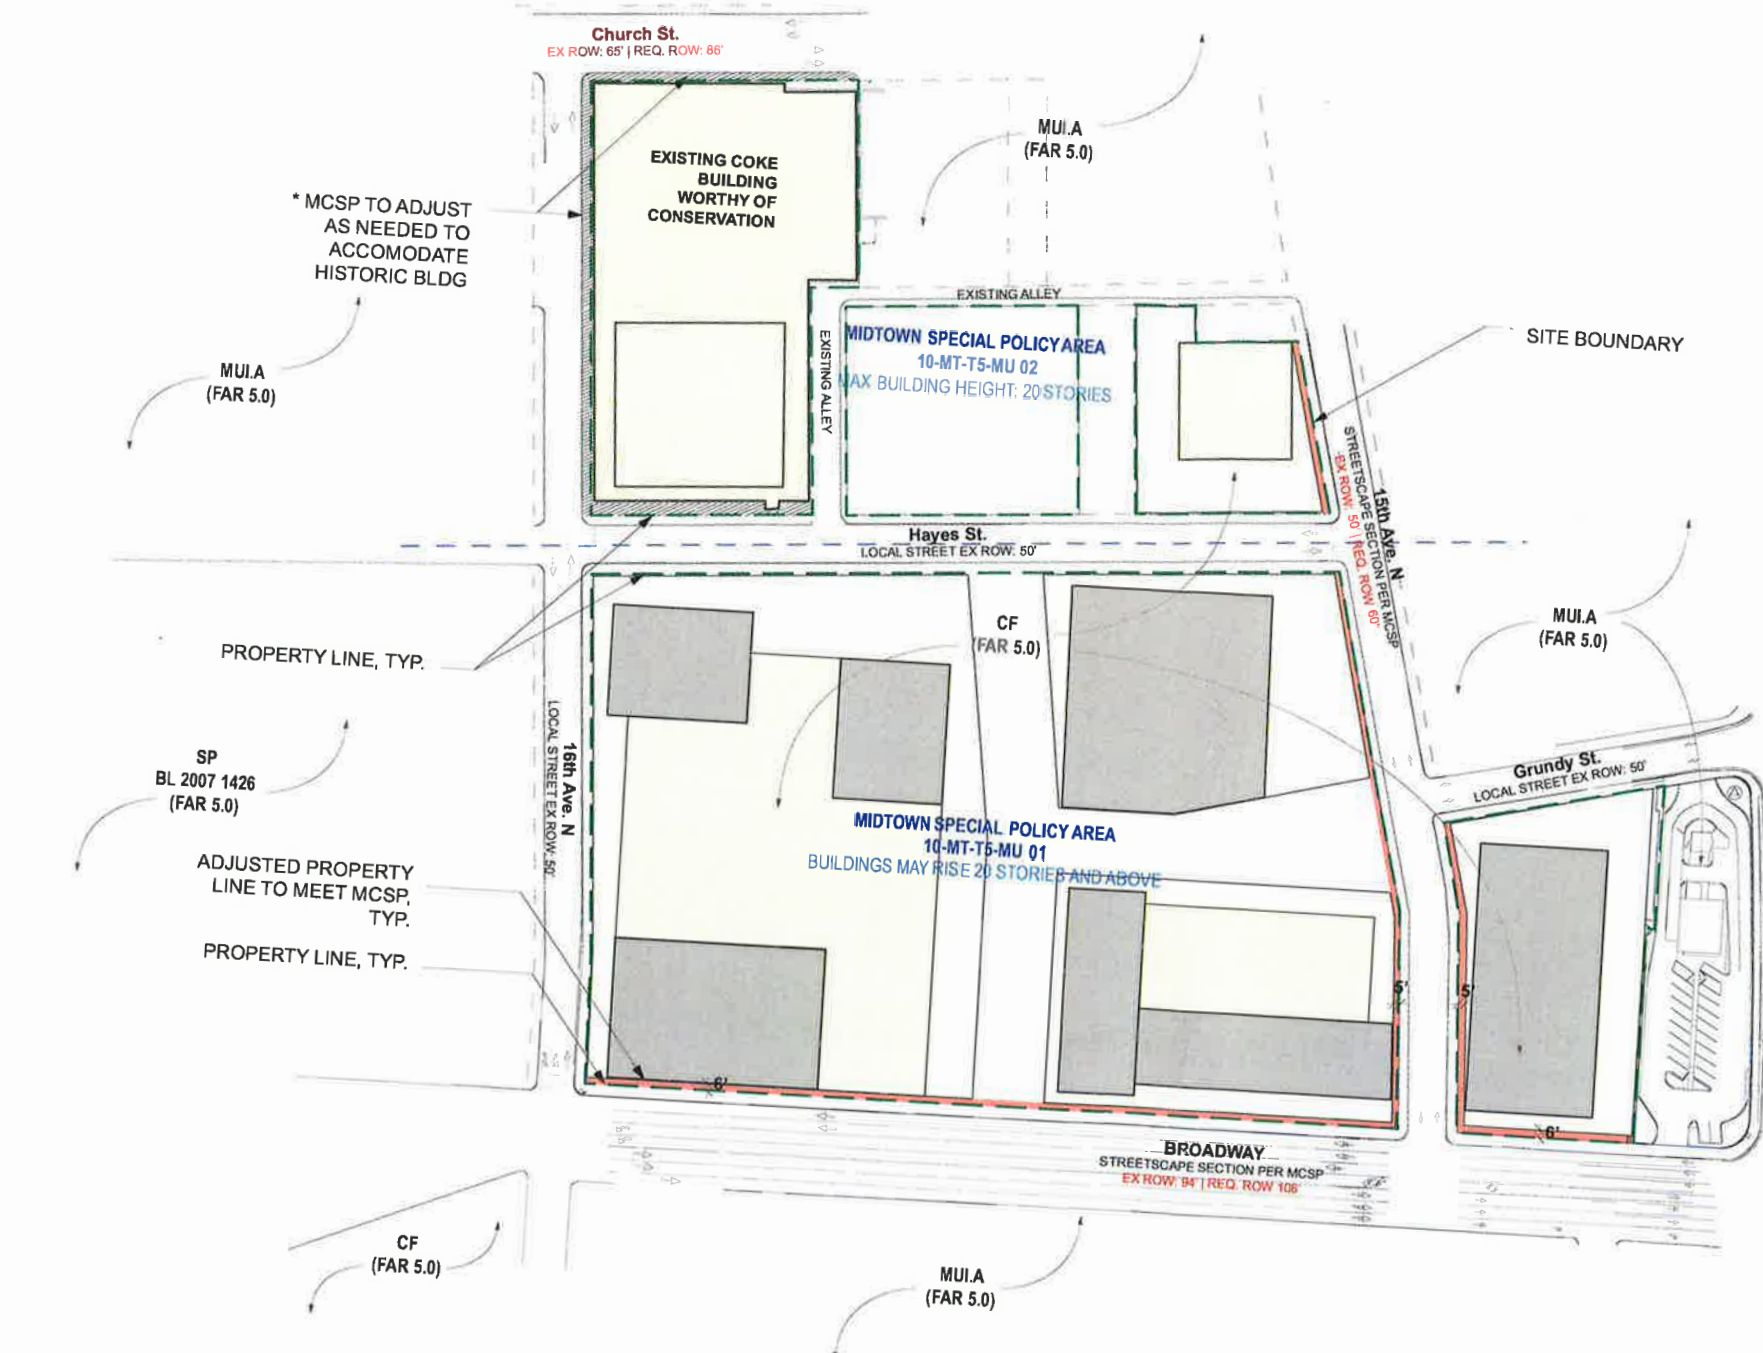 Church St.
EX ROW: 65' | REQ. ROW: 86'
EXISTING COKE
BUILDING
WORTHY OF
CONSERVATION
MUI.A
(FAR 5.0)
* MCSP TO ADJUST
AS NEEDED TO
ACCOMODATE
HISTORIC BLDG
EXISTING ALLEY
MIDTOWN SPECIAL POLICY AREA
10-MT-T5-MU 02
MAX BUILDING HEIGHT: 20 STORIES
EXISTING ALLEY
SITE BOUNDARY
MUI.A
(FAR 5.0)
15th Ave. N
STREETSCAPE SECTION PER MCSP
EX ROW: 50' | REQ. ROW 60'
Hayes St.
LOCAL STREET EX ROW: 50'
CF
(FAR 5.0)
MUI.A
(FAR 5.0)
PROPERTY LINE, TYP.
16th Ave. N
LOCAL STREET EX ROW: 50'
SP
BL 2007 1426
(FAR 5.0)
Grundy St.
LOCAL STREET EX ROW: 50'
MIDTOWN SPECIAL POLICY AREA
10-MT-T5-MU 01
BUILDINGS MAY RISE 20 STORIES AND ABOVE
ADJUSTED PROPERTY
LINE TO MEET MCSP,
TYP.
PROPERTY LINE, TYP.
5'
5'
6'
6'
BROADWAY
STREETSCAPE SECTION PER MCSP
EX ROW: 94' | REQ. ROW 106'
CF
(FAR 5.0)
MUI.A
(FAR 5.0)